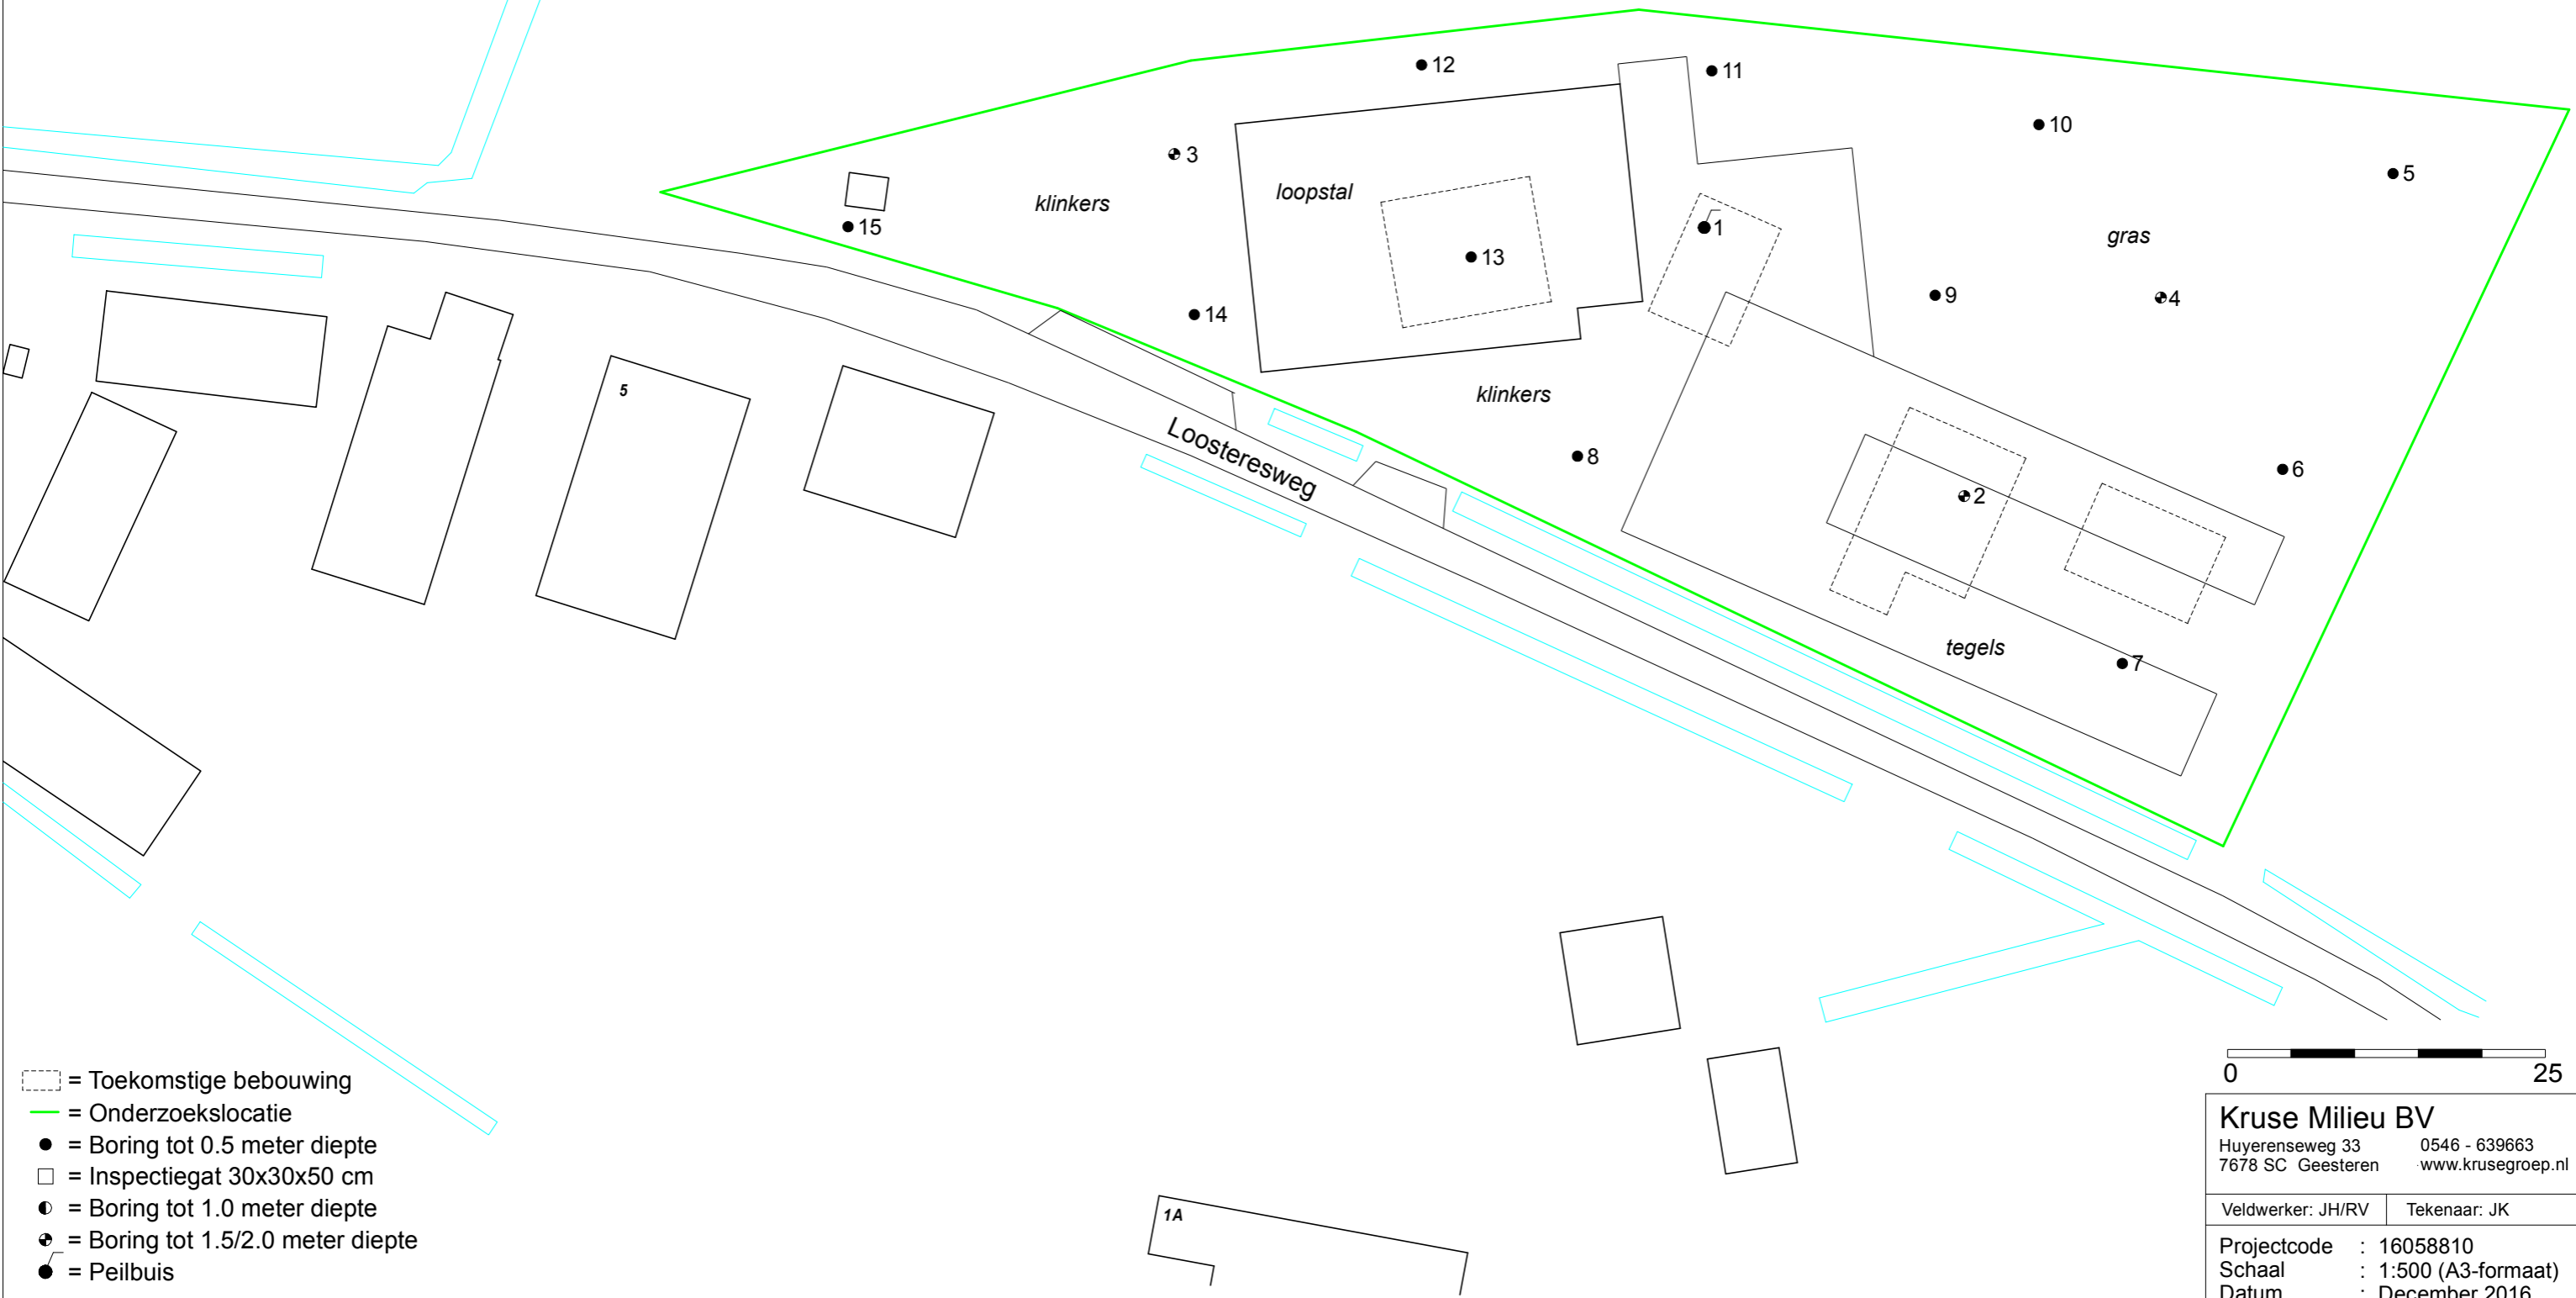 12
11
10
3
5
loopstal
klinkers
15
1
gras
13
9
4
14
5
klinkers
Loosteresweg
8
6
2
tegels
7
0 25
= Toekomstige bebouwing
= Onderzoekslocatie
= Boring tot 0.5 meter diepte
= Inspectiegat 30x30x50 cm
= Boring tot 1.0 meter diepte
= Boring tot 1.5/2.0 meter diepte
= Peilbuis
1A
Kruse Milieu BV
Huyerenseweg 33 0546 - 639663
7678 SC Geesteren www.krusegroep.nl
Veldwerker: JH/RV Tekenaar: JK
Projectcode : 16058810
Schaal : 1:500 (A3-formaat)
Datum : December 2016